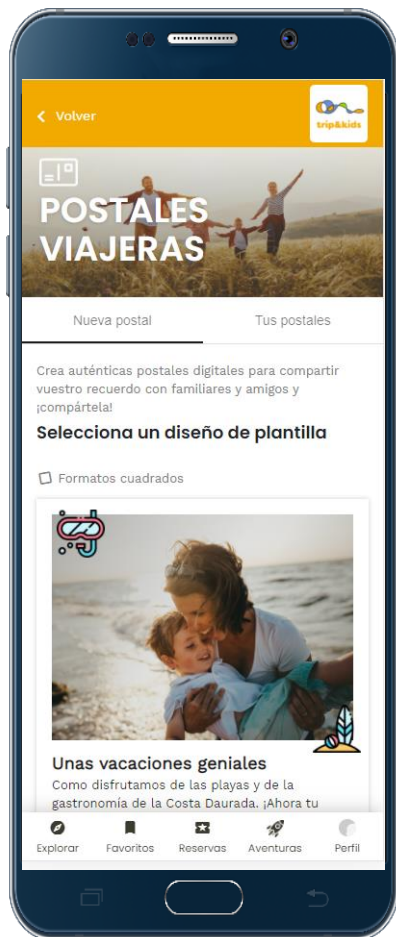 Volver
trip&kids
POSTALES
VIAJERAS
Nueva postal
Tus postales
Crea auténticas postales digitales para compartir
vuestro recuerdo con familiares y amigos y
¡compártela!
Selecciona un diseño de plantilla
Formatos cuadrados
Unas vacaciones geniales
Como disfrutamos de las playas y de la
gastronomía de la Costa Daurada. ¡Ahora tu
Explorar
Favoritos
Reservas
Aventuras
Perfil